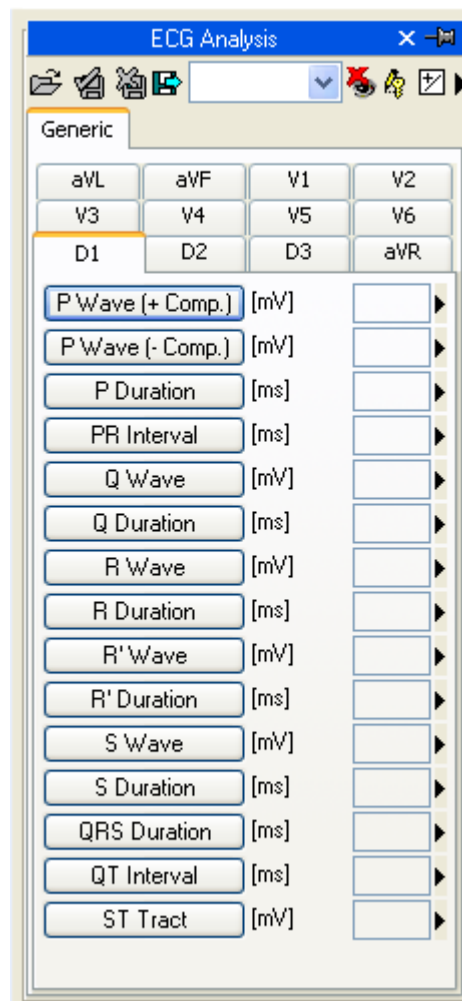 ECG Analysis
Generic
aVL aVF V1 V2
V3 V4 V5 V6
D1 D2 D3 aVR
P Wave (+ Comp.) [mV]
P Wave (- Comp.) [mV]
P Duration [ms]
PR Interval [ms]
Q Wave [mV]
Q Duration [ms]
R Wave [mV]
R Duration [ms]
R' Wave [mV]
R' Duration [ms]
S Wave [mV]
S Duration [ms]
QRS Duration [ms]
QT Interval [ms]
ST Tract [mV]